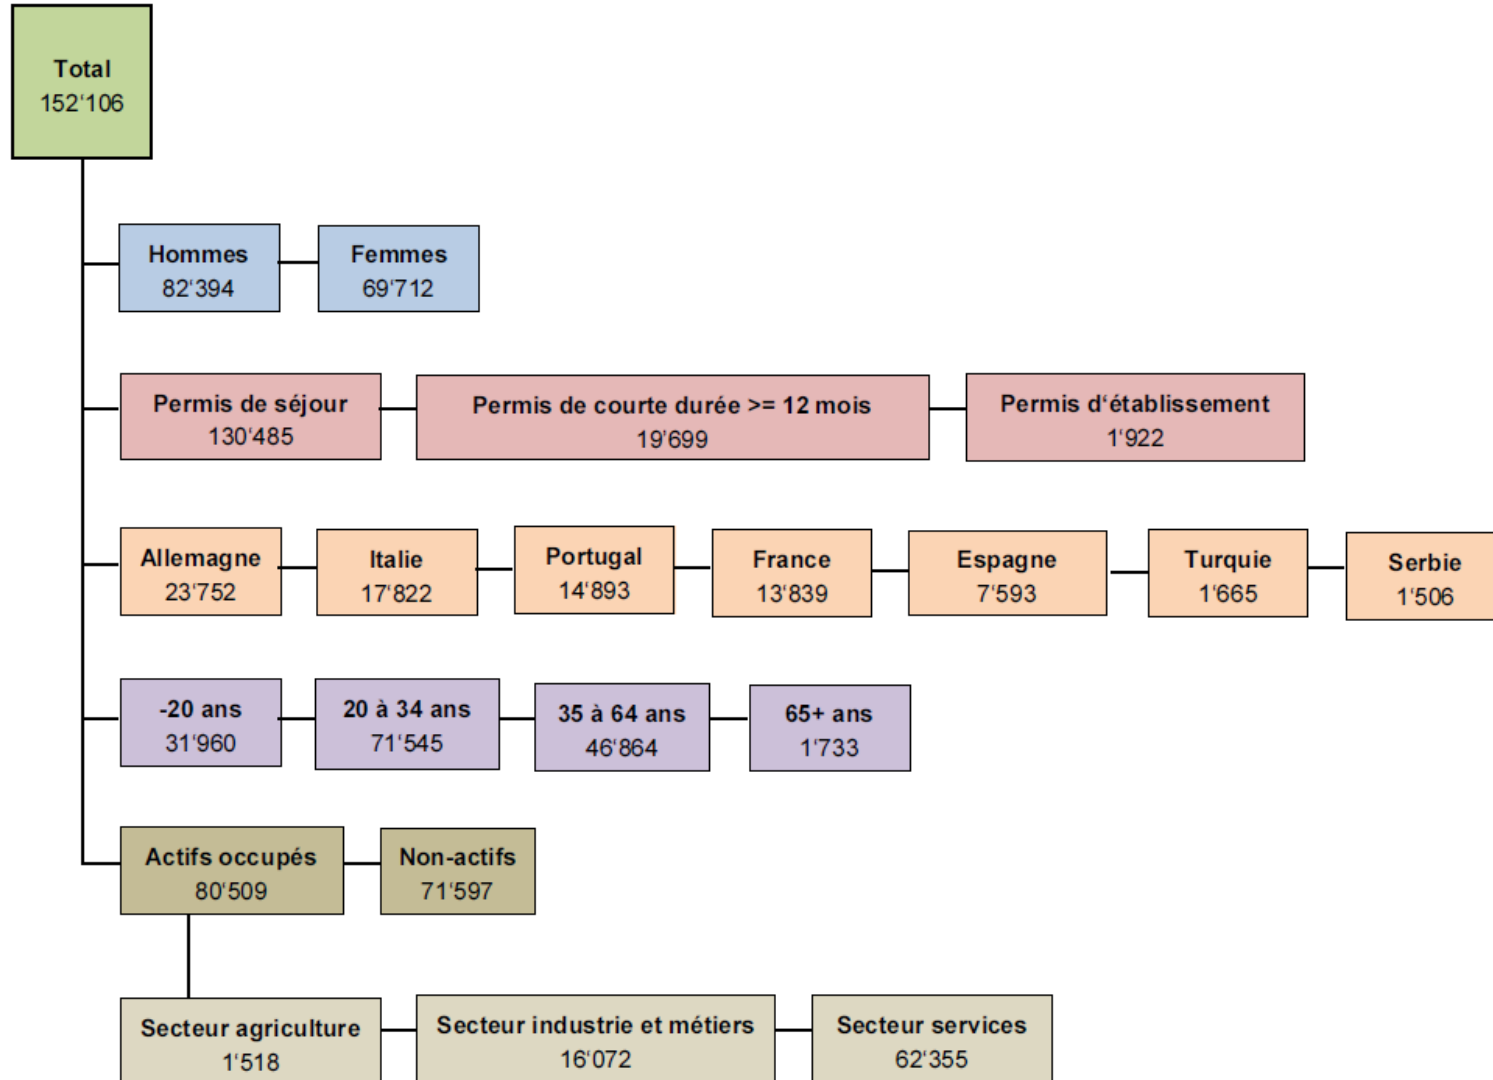 Total
152‘106
Hommes
82‘394
Femmes
69‘712
Permis de séjour
130‘485
Permis de courte durée >= 12 mois
19’699
Permis d‘établissement
1‘922
Allemagne
23’752
Italie
17‘822
Portugal
14‘893
France
13‘839
Espagne
7‘593
Turquie
1‘665
Serbie
1‘506
-20 ans
31‘960
20 à 34 ans
71‘545
35 à 64 ans
46‘864
65+ ans
1‘733
Actifs occupés
80‘509
Non-actifs
71‘597
Secteur agriculture
1‘518
Secteur industrie et métiers
16‘072
Secteur services
62‘355